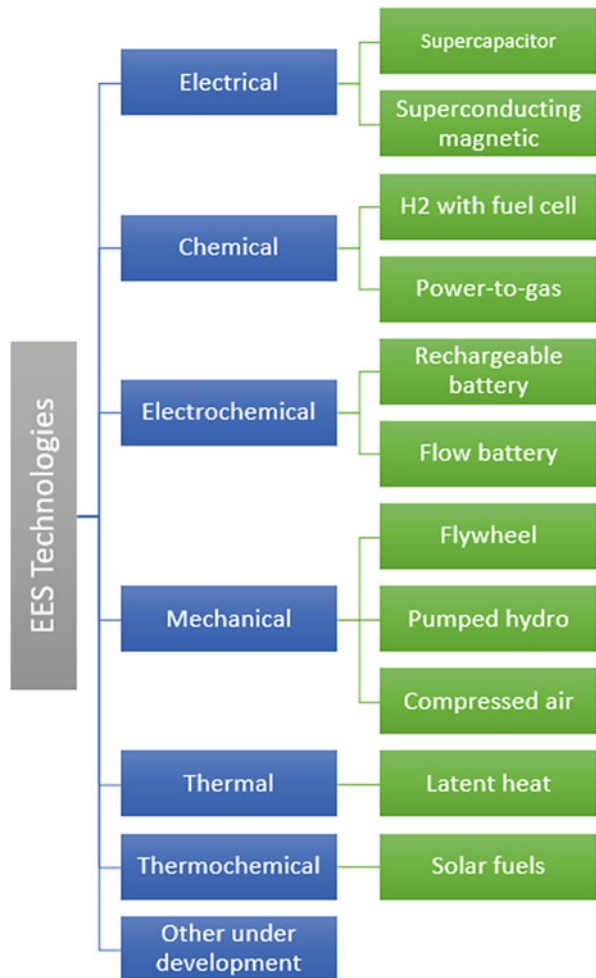 EES Technologies
Electrical
Supercapacitor
Superconducting
magnetic
Chemical
H2 with fuel cell
Power-to-gas
Electrochemical
Rechargeable
battery
Flow battery
Mechanical
Flywheel
Pumped hydro
Compressed air
Thermal
Latent heat
Thermochemical
Solar fuels
Other under
development